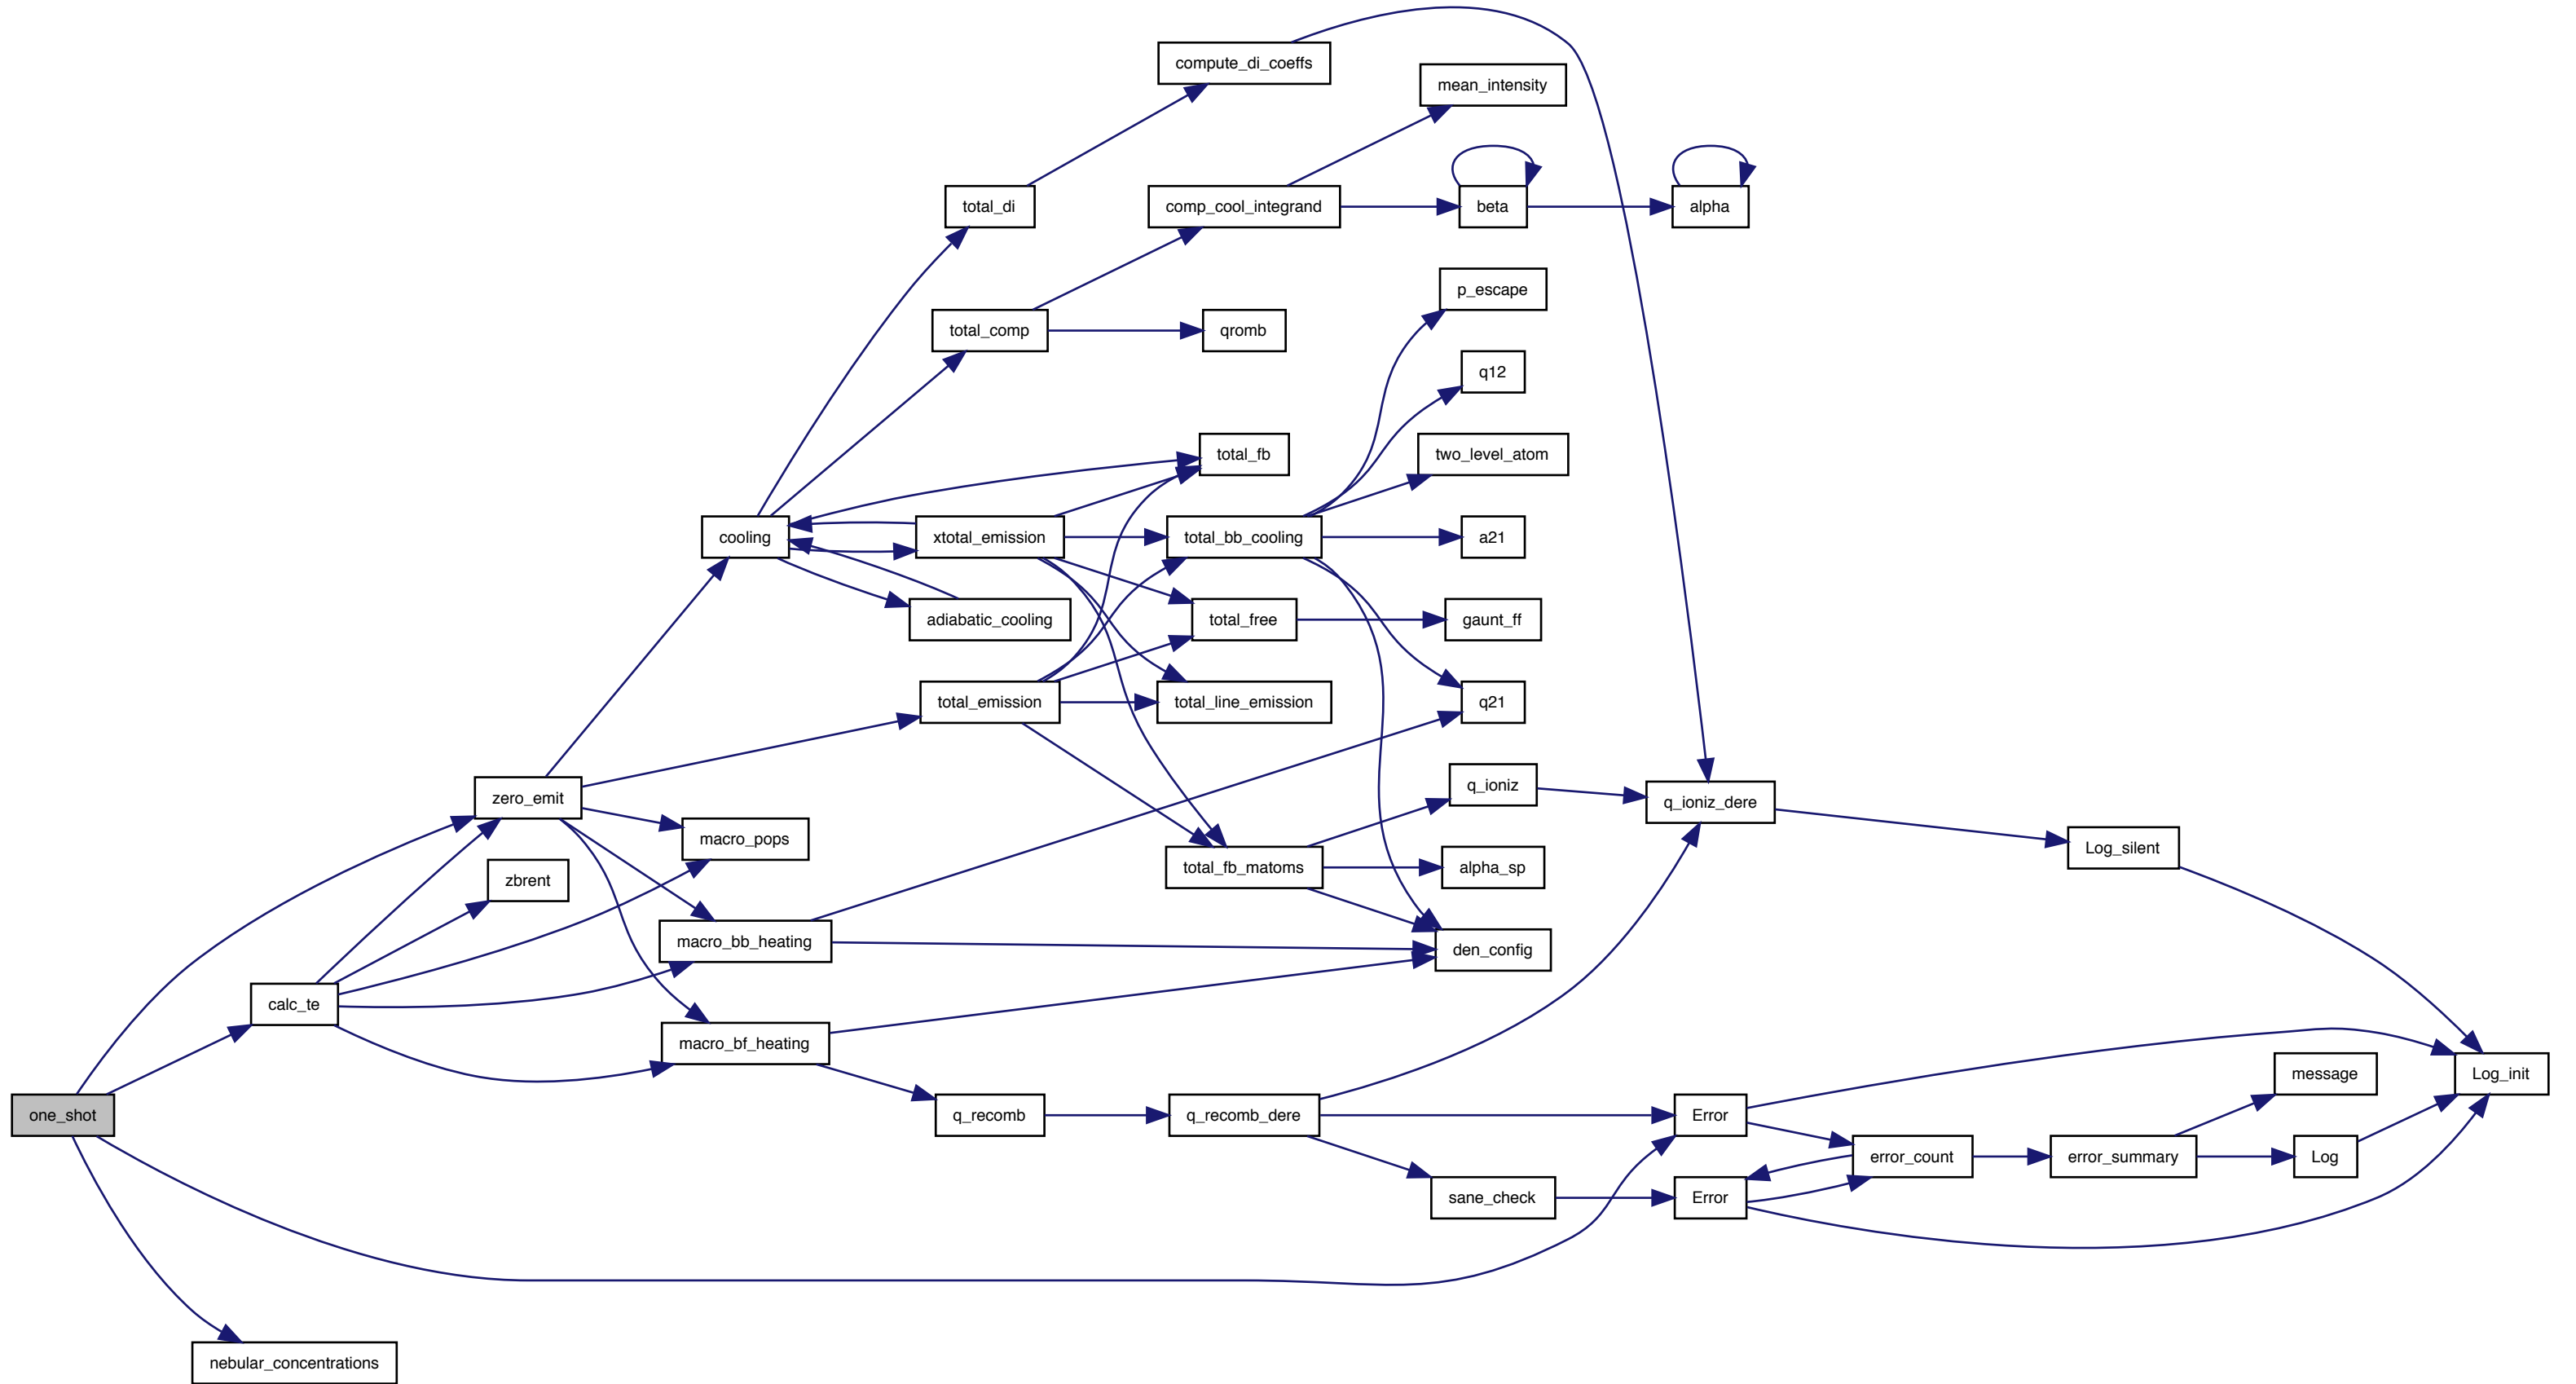 compute_di_coeffs
mean_intensity
total_di
comp_cool_integrand
beta
alpha
p_escape
total_comp
qromb
q12
total_fb
two_level_atom
cooling
xtotal_emission
total_bb_cooling
a21
adiabatic_cooling
total_free
gaunt_ff
total_emission
total_line_emission
q21
q_ioniz
zero_emit
q_ioniz_dere
macro_pops
Log_silent
zbrent
total_fb_matoms
alpha_sp
macro_bb_heating
den_config
calc_te
macro_bf_heating
message
Log_init
one_shot
q_recomb
q_recomb_dere
Error
error_count
error_summary
Log
sane_check
Error
nebular_concentrations